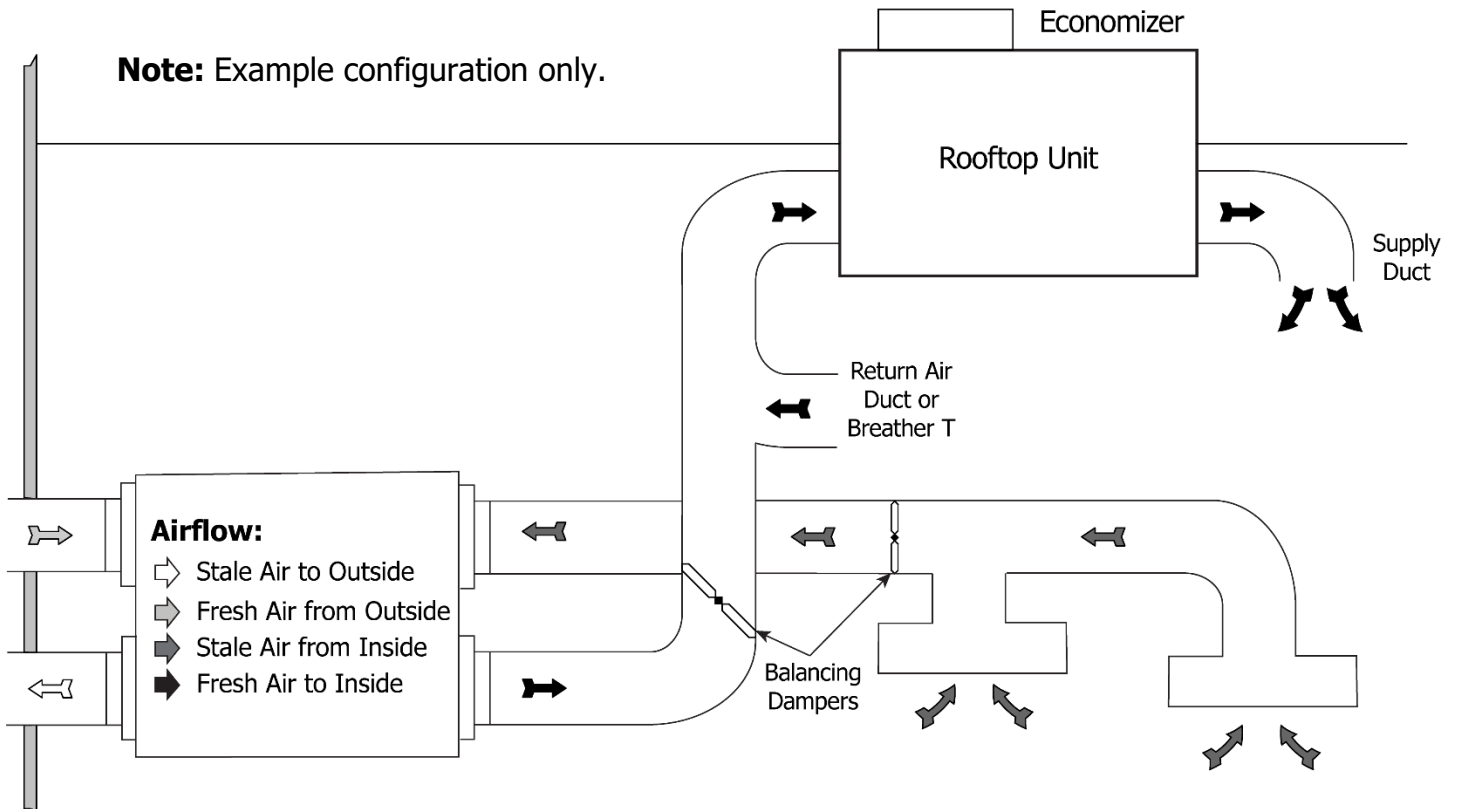 Economizer
Note: Example configuration only.
Rooftop Unit
Supply
Duct
Return Air
Duct or
Breather T
Airflow:
Stale Air to Outside
Fresh Air from Outside
Stale Air from Inside
Fresh Air to Inside
Balancing
Dampers